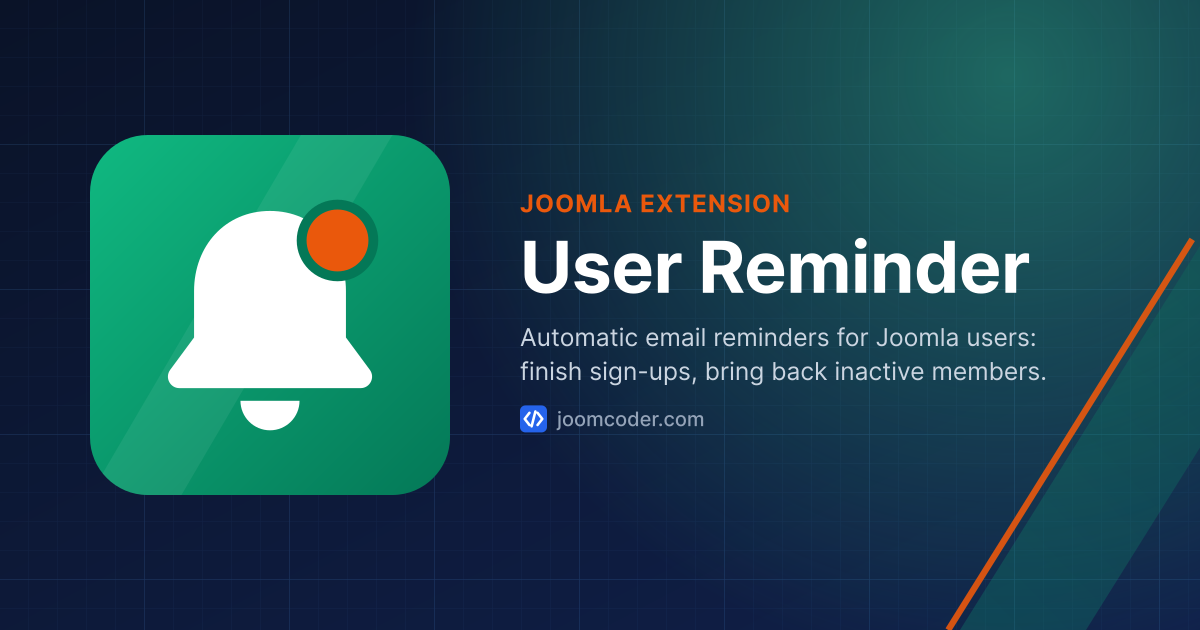 JOOMLA EXTENSION
User Reminder
Automatic email reminders for Joomla users:
finish sign-ups, bring back inactive members.
joomcoder.com